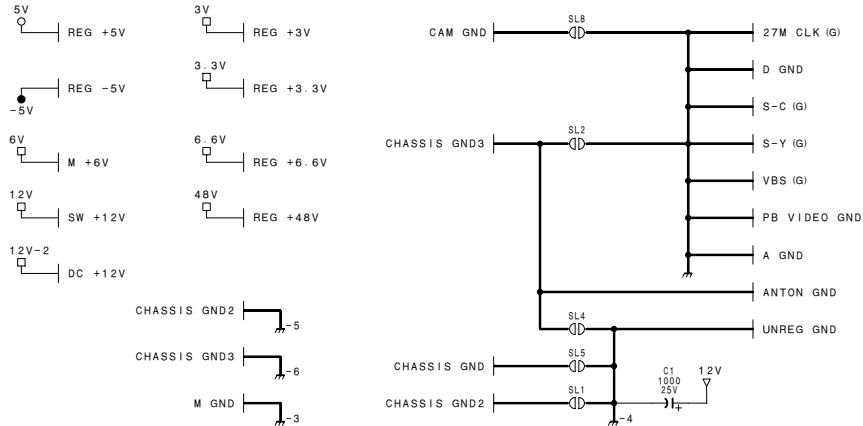 5V
REG +5V
REG -5V
-5V
6V
M +6V
12V
SW +12V
12V-2
DC +12V
3V
REG +3V
3.3V
REG +3.3V
6.6V
REG +6.6V
48V
REG +48V
CHASSIS GND2
-5
CHASSIS GND3
-6
M GND
-3
CAM GND
SL8
27M CLK (G)
D GND
S-C (G)
CHASSIS GND3
SL2
S-Y (G)
VBS (G)
PB VIDEO GND
A GND
ANTON GND
SL4
UNREG GND
CHASSIS GND
SL5
CHASSIS GND2
SL1
-4
C1
1000
25V
+
12V